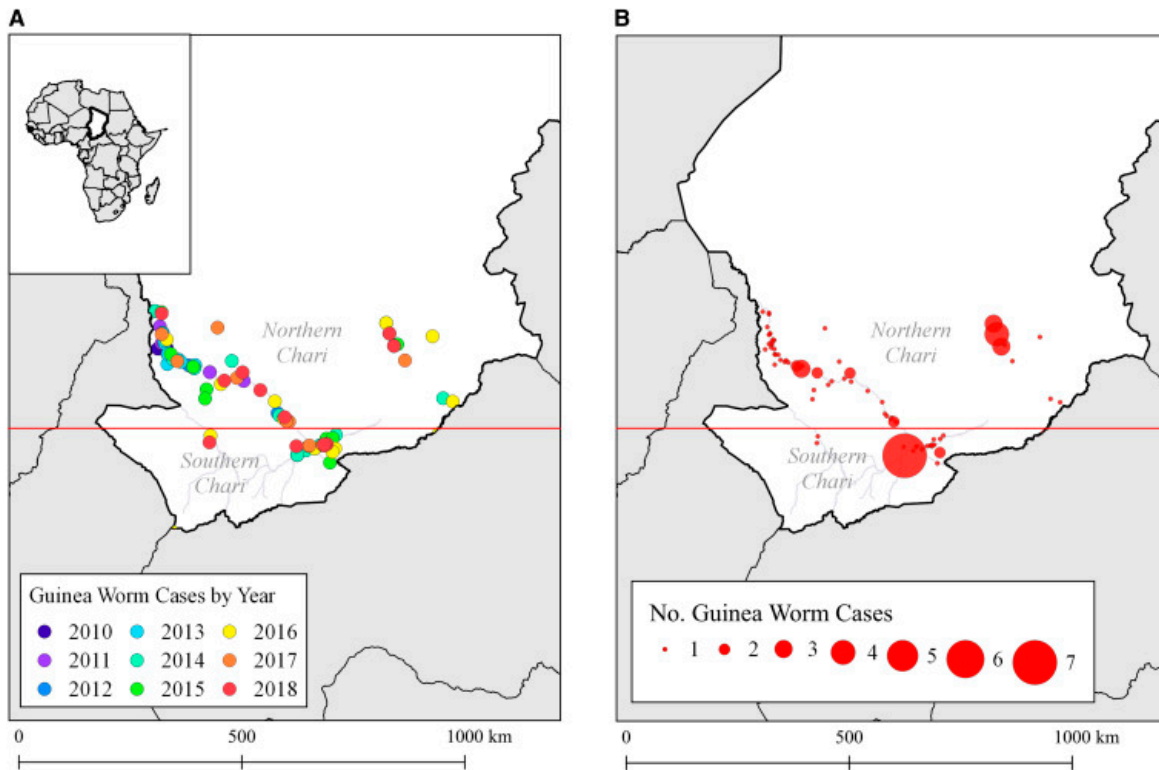 A
Northern
Chari
Southern
Chari
Guinea Worm Cases by Year
2010 2013 2016
2011 2014 2017
2012 2015 2018
0 500 1000 km
B
Northern
Chari
Southern
Chari
No. Guinea Worm Cases
1 2 3 4 5 6 7
0 500 1000 km